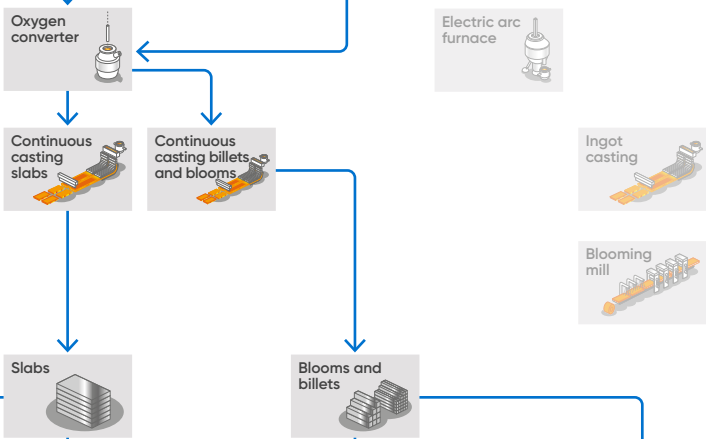 Oxygen
converter
Electric arc
furnace
Continuous
casting
slabs
Continuous
casting billets
and blooms
Ingot
casting
Blooming
mill
Slabs
Blooms and
billets